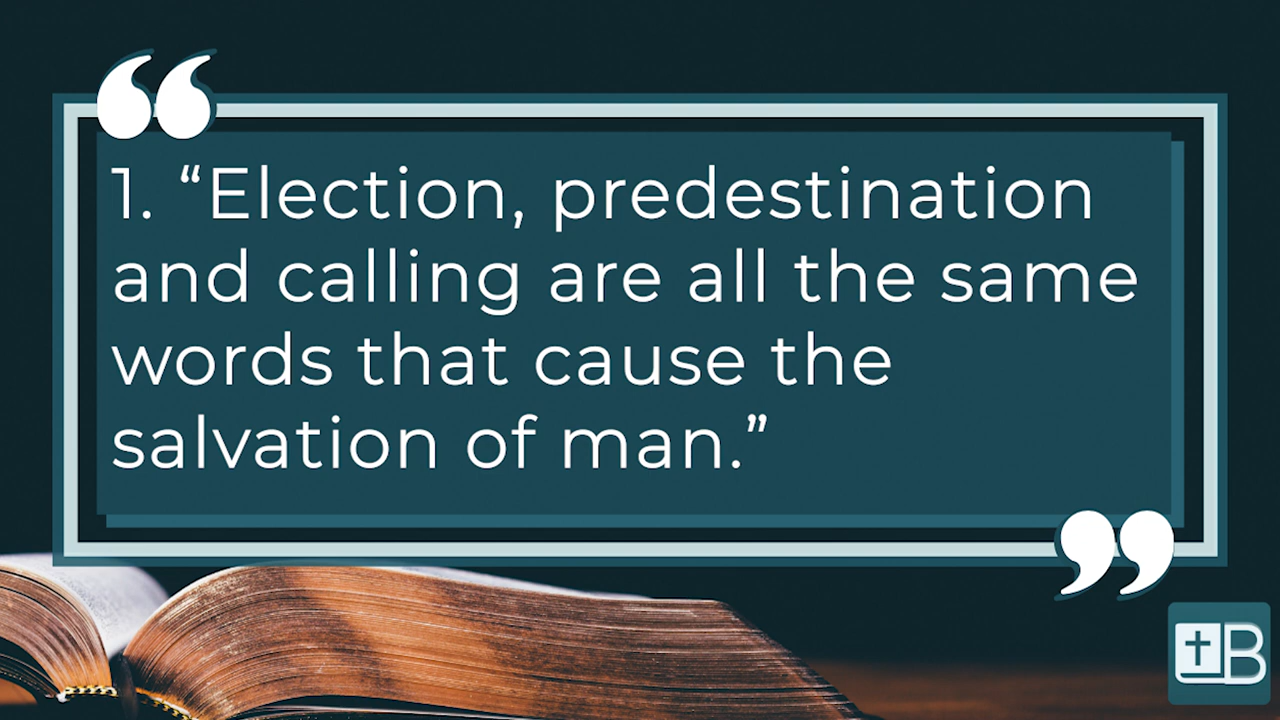 1. “Election, predestination
and calling are all the same
words that cause the
salvation of man.”
B